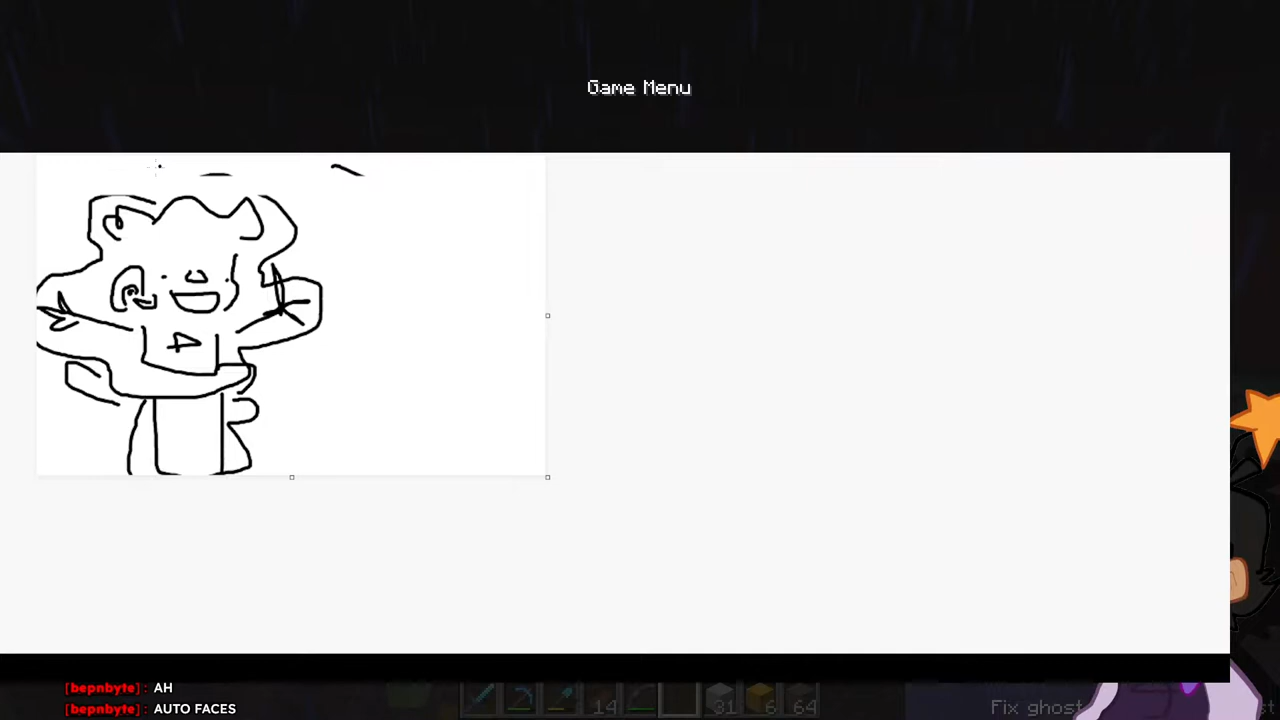 Game Menu
[bepnbyte] : AH
[bepnbyte] : AUTO FACES
14
31
6
64
Fix ghost